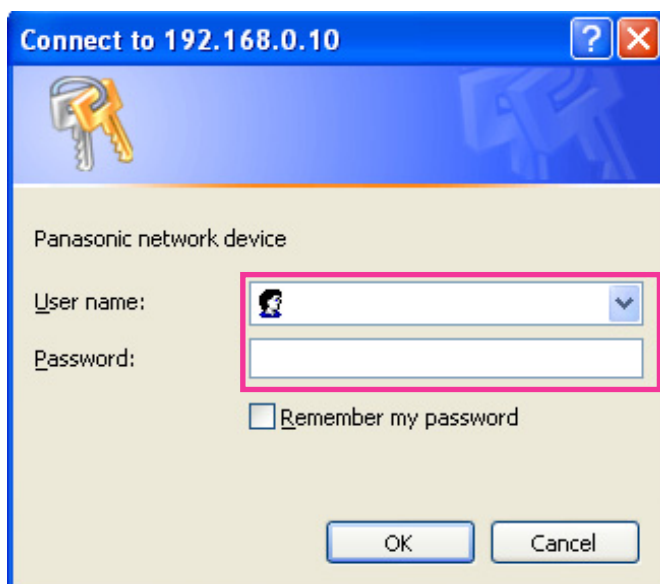 Connect to 192.168.0.10
?
Panasonic network device
User name:
Password:
Remember my password
OK
Cancel